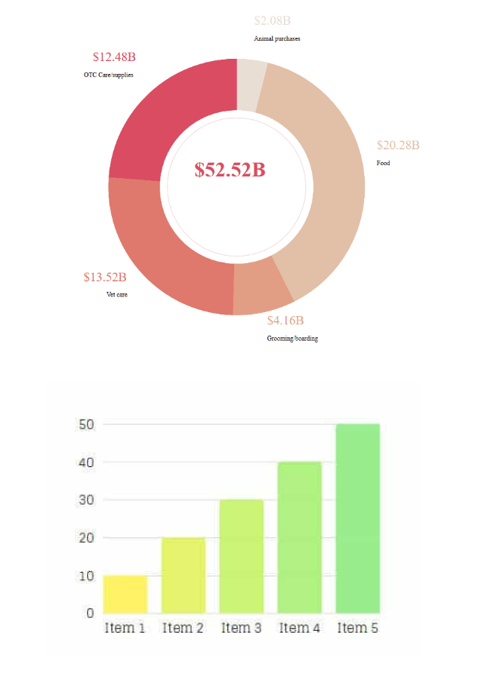 $2.08B
Animal purchases
$12.48B
OTC Care/supplies
$20.28B
Food
$52.52B
$13.52B
Vet care
$4.16B
Grooming/boarding
50
40
30
20
10
0
Item 1 Item 2 Item 3 Item 4 Item 5